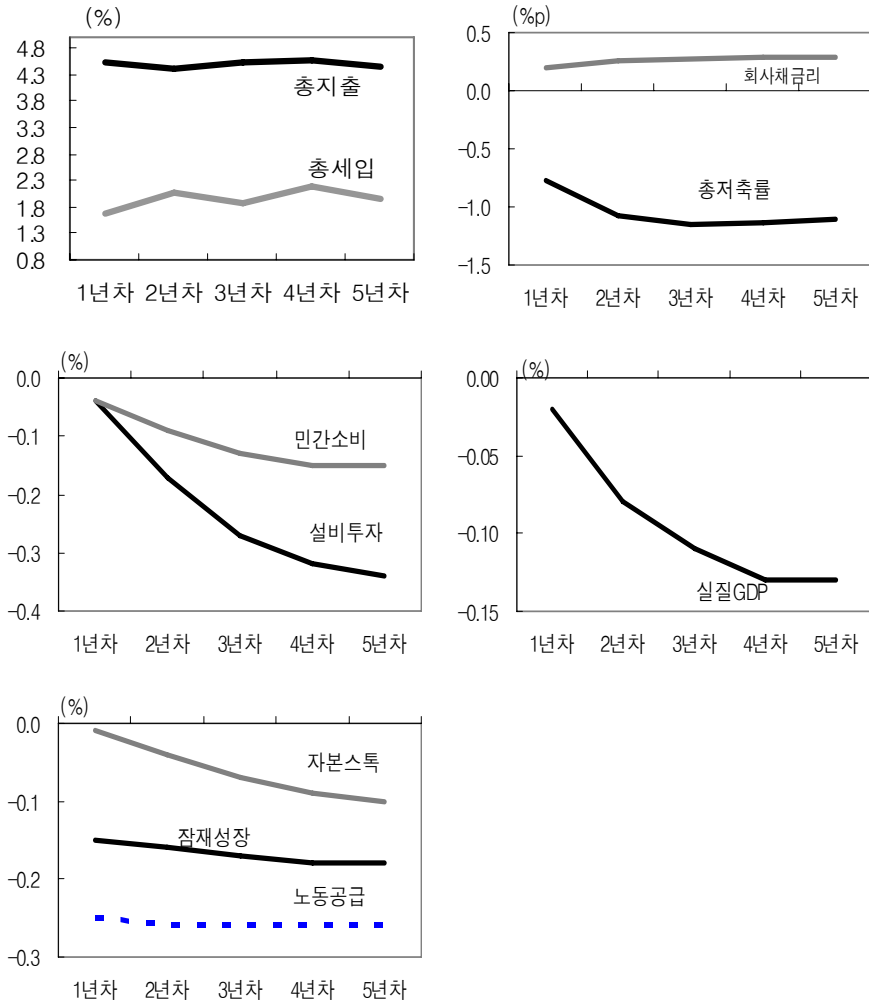 (%)
4.8
4.3
3.8
3.3
2.8
2.3
1.8
1.3
0.8
총지출
총세입
1년차 2년차 3년차 4년차 5년차
(%p)
0.5
0.0
-0.5
-1.0
-1.5
회사채금리
총저축률
1년차 2년차 3년차 4년차 5년차
(%)
0.0
-0.1
-0.2
-0.3
-0.4
민간소비
설비투자
1년차 2년차 3년차 4년차 5년차
(%)
0.00
-0.05
-0.10
-0.15
실질GDP
1년차 2년차 3년차 4년차 5년차
(%)
0.0
-0.1
-0.2
-0.3
자본스톡
잠재성장
노동공급
1년차 2년차 3년차 4년차 5년차